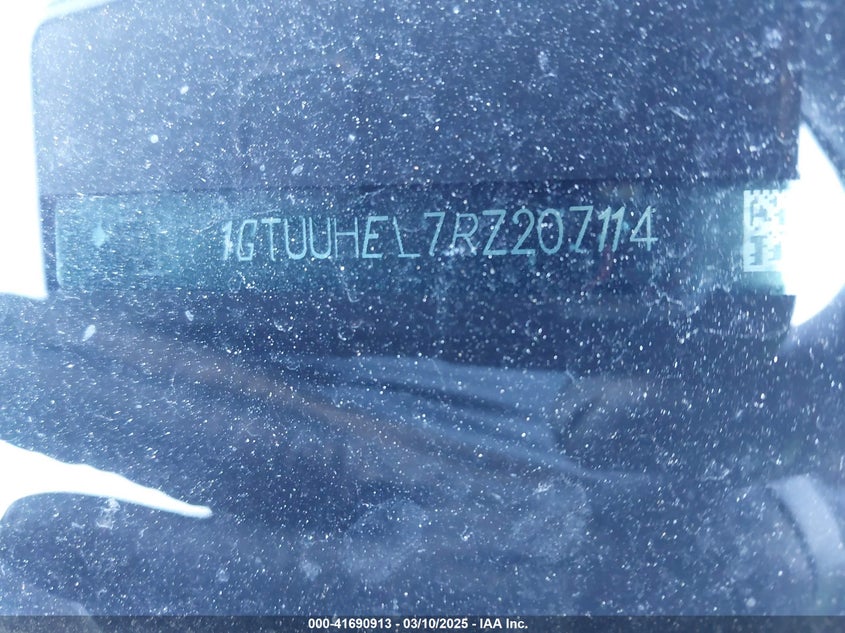 1GTUUHEL7RZ207114
000-41690913 — 03/10/2025 — IAA Inc.